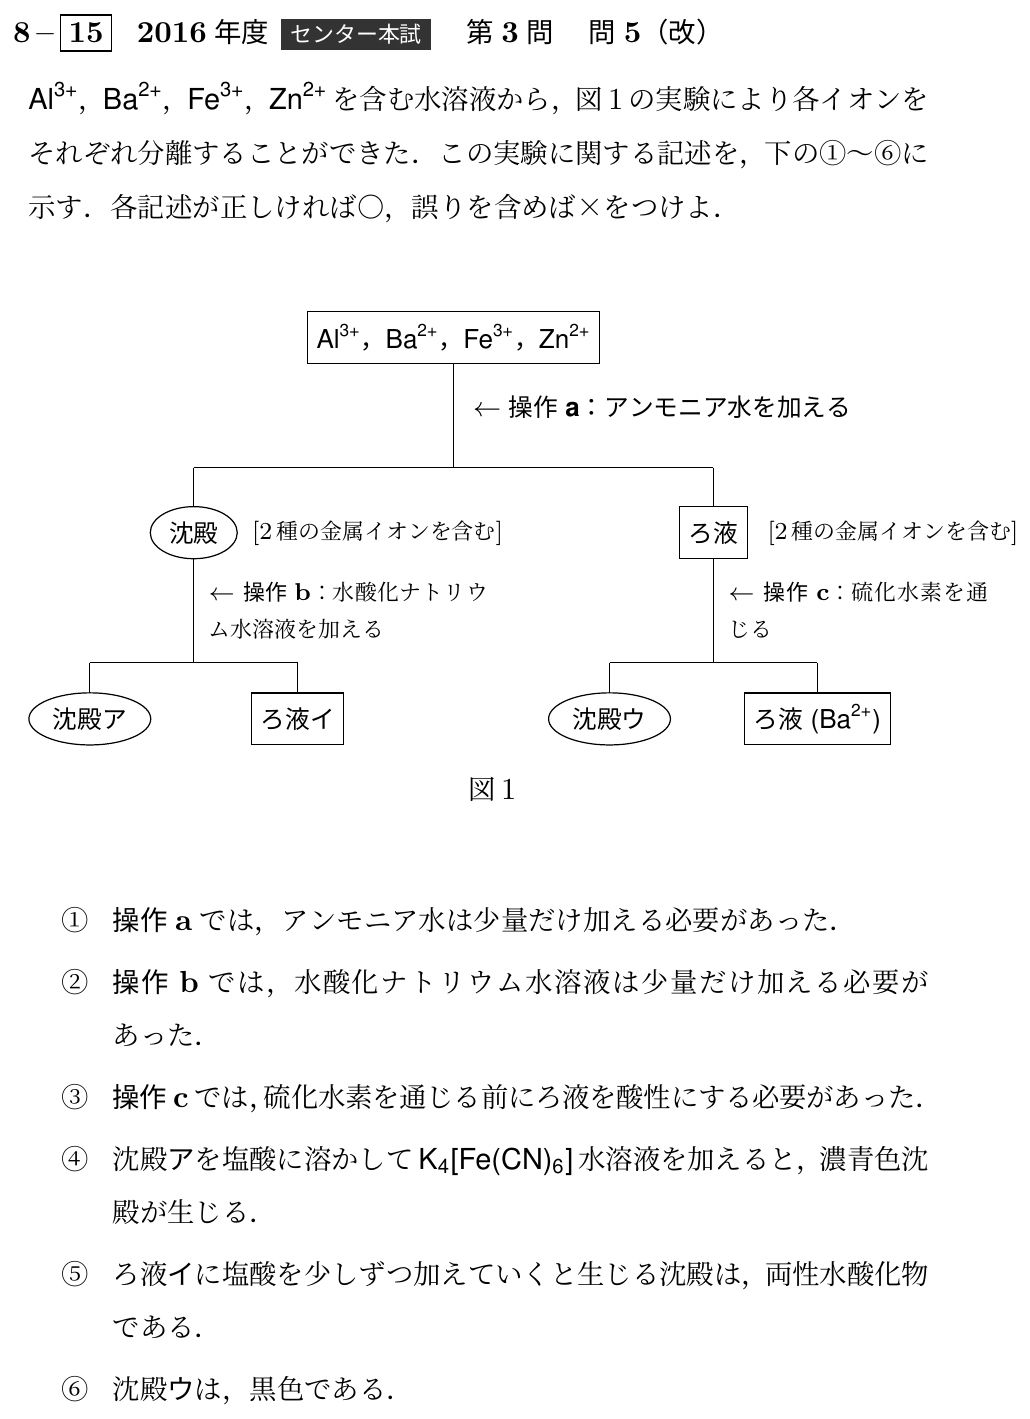 8－15 2016 年度 センター本試 第 3 問 問 5（改）
Al³⁺，Ba²⁺，Fe³⁺，Zn²⁺ を含む水溶液から，図 1 の実験により各イオンを
それぞれ分離することができた．この実験に関する記述を，下の①～⑥に
示す．各記述が正しければ○，誤りを含めば×をつけよ．
Al³⁺，Ba²⁺，Fe³⁺，Zn²⁺
← 操作 a：アンモニア水を加える
沈殿 [2 種の金属イオンを含む] ろ液 [2 種の金属イオンを含む]
← 操作 b：水酸化ナトリウ
ム水溶液を加える
← 操作 c：硫化水素を通
じる
沈殿ア ろ液イ 沈殿ウ ろ液 (Ba²⁺)
図 1
① 操作 a では，アンモニア水は少量だけ加える必要があった．
② 操作 b では，水酸化ナトリウム水溶液は少量だけ加える必要が
あった．
③ 操作 c では，硫化水素を通じる前にろ液を酸性にする必要があった．
④ 沈殿アを塩酸に溶かして K₄[Fe(CN)₆] 水溶液を加えると，濃青色沈
殿が生じる．
⑤ ろ液イに塩酸を少しずつ加えていくと生じる沈殿は，両性水酸化物
である．
⑥ 沈殿ウは，黒色である．